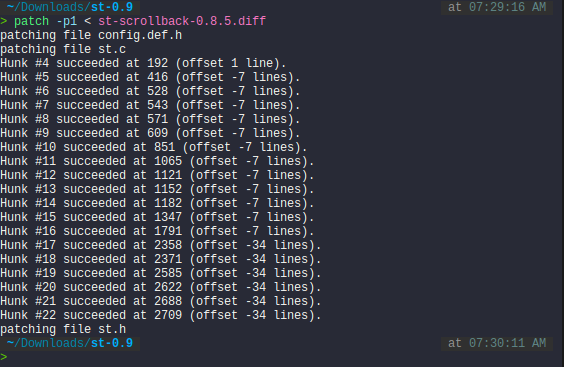 ~/Downloads/st-0.9 at 07:29:16 AM
> patch -p1 < st-scrollback-0.8.5.diff
patching file config.def.h
patching file st.c
Hunk #4 succeeded at 192 (offset 1 line).
Hunk #5 succeeded at 416 (offset -7 lines).
Hunk #6 succeeded at 528 (offset -7 lines).
Hunk #7 succeeded at 543 (offset -7 lines).
Hunk #8 succeeded at 571 (offset -7 lines).
Hunk #9 succeeded at 609 (offset -7 lines).
Hunk #10 succeeded at 851 (offset -7 lines).
Hunk #11 succeeded at 1065 (offset -7 lines).
Hunk #12 succeeded at 1121 (offset -7 lines).
Hunk #13 succeeded at 1152 (offset -7 lines).
Hunk #14 succeeded at 1182 (offset -7 lines).
Hunk #15 succeeded at 1347 (offset -7 lines).
Hunk #16 succeeded at 1791 (offset -7 lines).
Hunk #17 succeeded at 2358 (offset -34 lines).
Hunk #18 succeeded at 2371 (offset -34 lines).
Hunk #19 succeeded at 2585 (offset -34 lines).
Hunk #20 succeeded at 2622 (offset -34 lines).
Hunk #21 succeeded at 2688 (offset -34 lines).
Hunk #22 succeeded at 2709 (offset -34 lines).
patching file st.h
~/Downloads/st-0.9 at 07:30:11 AM
>